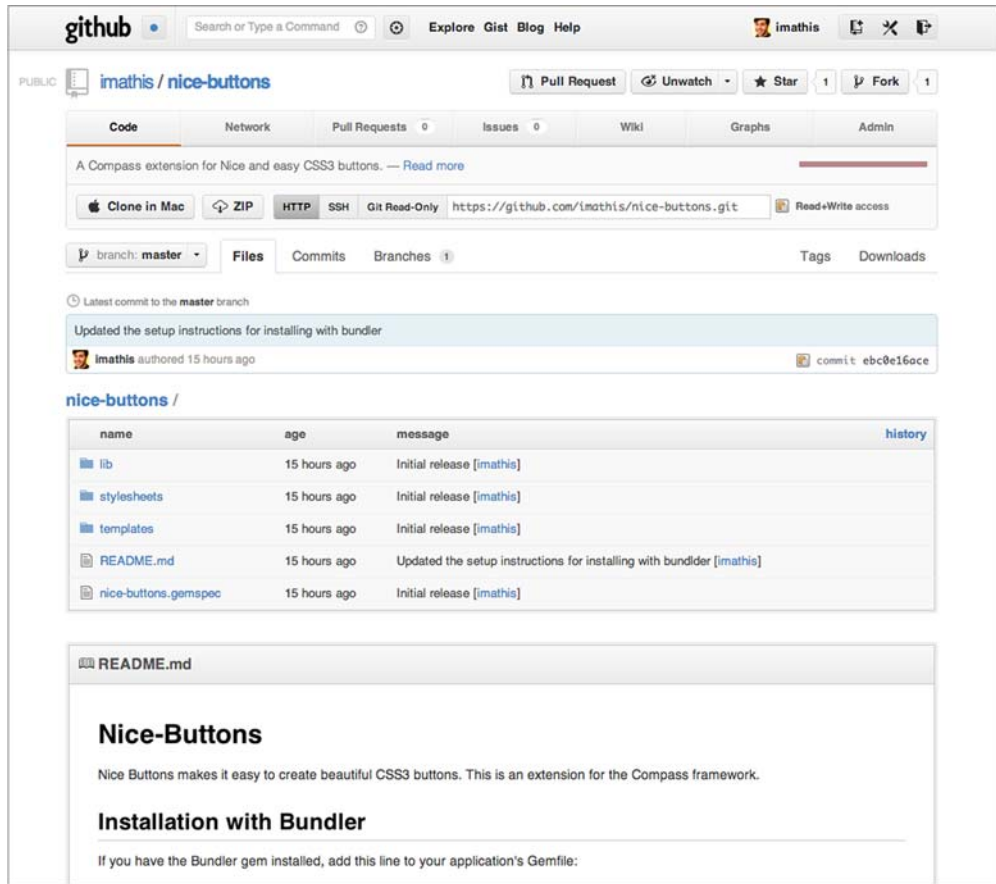 github Search or Type a Command Explore Gist Blog Help imathis
PUBLIC imathis / nice-buttons Pull Request Unwatch Star 1 Fork 1
Code Network Pull Requests 0 Issues 0 Wiki Graphs Admin
A Compass extension for Nice and easy CSS3 buttons. — Read more
Clone in Mac ZIP HTTP SSH Git Read-Only https://github.com/imathis/nice-buttons.git Read+Write access
branch: master Files Commits Branches 1 Tags Downloads
Latest commit to the master branch
Updated the setup instructions for installing with bundler
imathis authored 15 hours ago commit ebc0e16ace
nice-buttons /
name age message history
lib 15 hours ago Initial release [imathis]
stylesheets 15 hours ago Initial release [imathis]
templates 15 hours ago Initial release [imathis]
README.md 15 hours ago Updated the setup instructions for installing with bundlder [imathis]
nice-buttons.gemspec 15 hours ago Initial release [imathis]
README.md
Nice-Buttons
Nice Buttons makes it easy to create beautiful CSS3 buttons. This is an extension for the Compass framework.
Installation with Bundler
If you have the Bundler gem installed, add this line to your application's Gemfile: